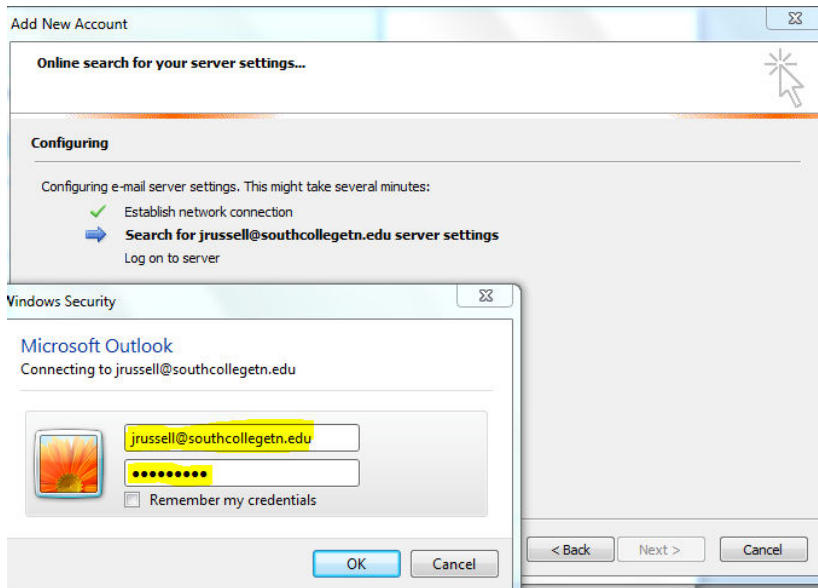 Add New Account
Online search for your server settings...
Configuring
Configuring e-mail server settings. This might take several minutes:
Establish network connection
Search for jrussell@southcollegetn.edu server settings
Log on to server
Windows Security
Microsoft Outlook
Connecting to jrussell@southcollegetn.edu
jrussell@southcollegetn.edu
•••••••••
Remember my credentials
OK
Cancel
< Back
Next >
Cancel